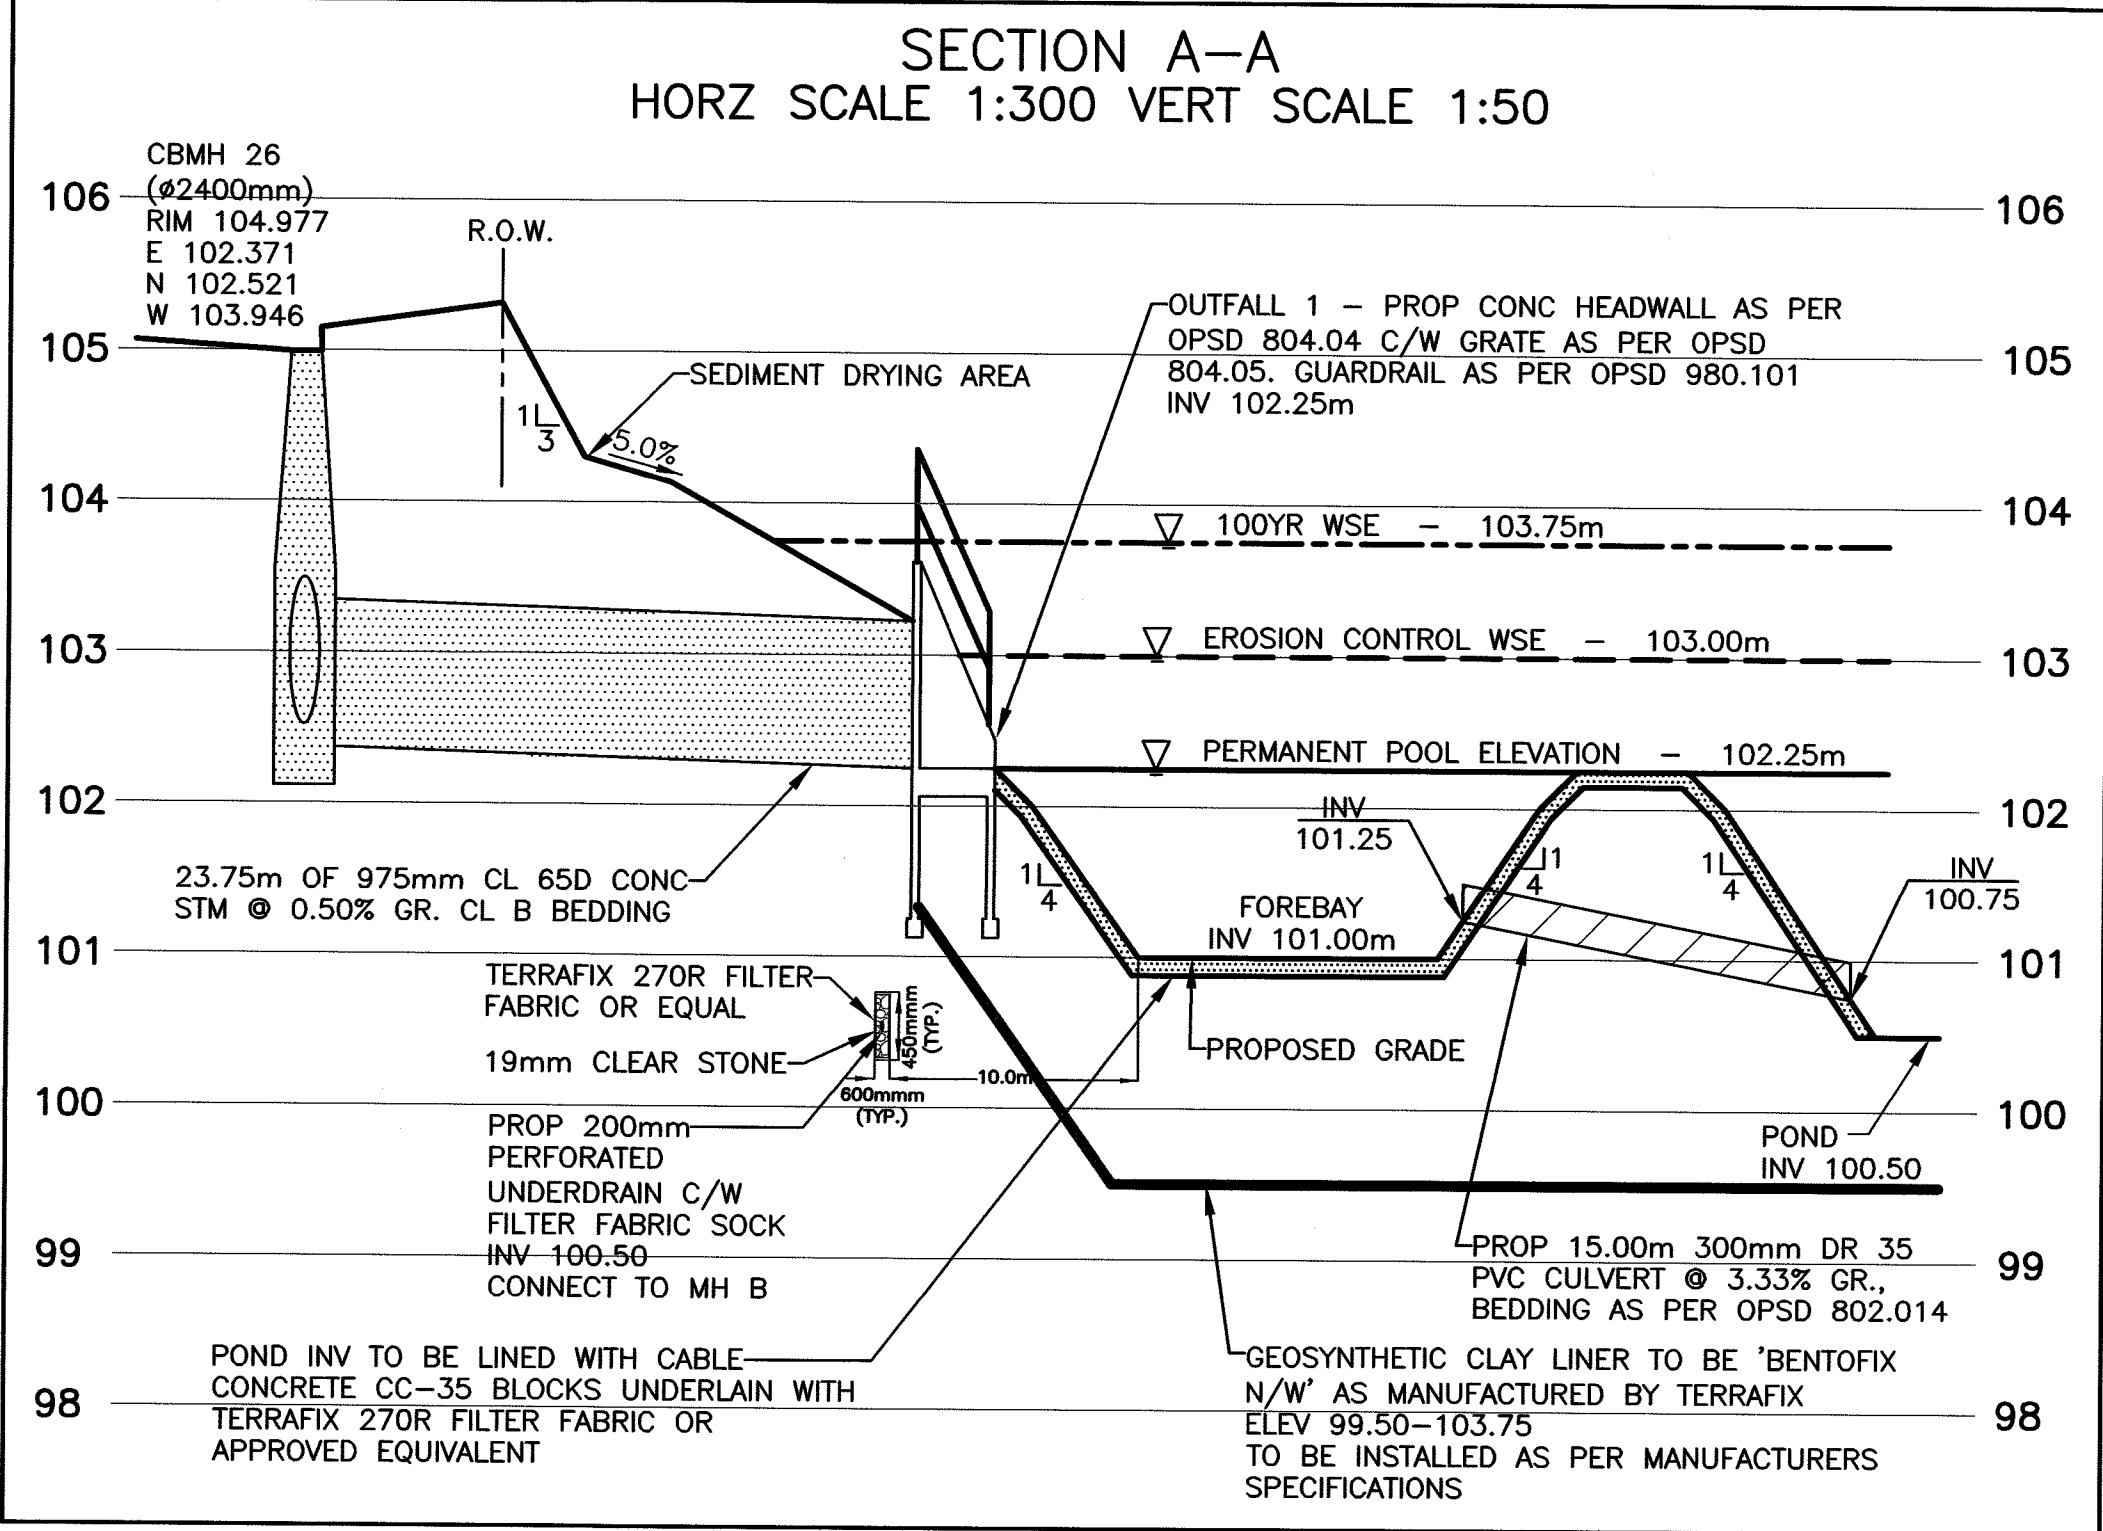 SECTION A–A
HORZ SCALE 1:300 VERT SCALE 1:50
CBMH 26
(ø2400mm)
RIM 104.977
E 102.371
N 102.521
W 103.946
106
106
R.O.W.
OUTFALL 1 – PROP CONC HEADWALL AS PER
OPSD 804.04 C/W GRATE AS PER OPSD
804.05. GUARDRAIL AS PER OPSD 980.101
INV 102.25m
105
105
SEDIMENT DRYING AREA
1
3
5.0%
104
104
100YR WSE – 103.75m
103
103
EROSION CONTROL WSE – 103.00m
PERMANENT POOL ELEVATION – 102.25m
102
102
INV
101.25
1
4
1
4
1
4
INV
100.75
23.75m OF 975mm CL 65D CONC
STM @ 0.50% GR. CL B BEDDING
FOREBAY
INV 101.00m
101
101
TERRAFIX 270R FILTER
FABRIC OR EQUAL
19mm CLEAR STONE
450mmm
(TYP.)
10.0m
600mmm
(TYP.)
PROPOSED GRADE
100
100
PROP 200mm
PERFORATED
UNDERDRAIN C/W
FILTER FABRIC SOCK
INV 100.50
CONNECT TO MH B
POND
INV 100.50
99
99
PROP 15.00m 300mm DR 35
PVC CULVERT @ 3.33% GR.,
BEDDING AS PER OPSD 802.014
POND INV TO BE LINED WITH CABLE
CONCRETE CC–35 BLOCKS UNDERLAIN WITH
TERRAFIX 270R FILTER FABRIC OR
APPROVED EQUIVALENT
GEOSYNTHETIC CLAY LINER TO BE 'BENTOFIX
N/W' AS MANUFACTURED BY TERRAFIX
ELEV 99.50–103.75
TO BE INSTALLED AS PER MANUFACTURERS
SPECIFICATIONS
98
98